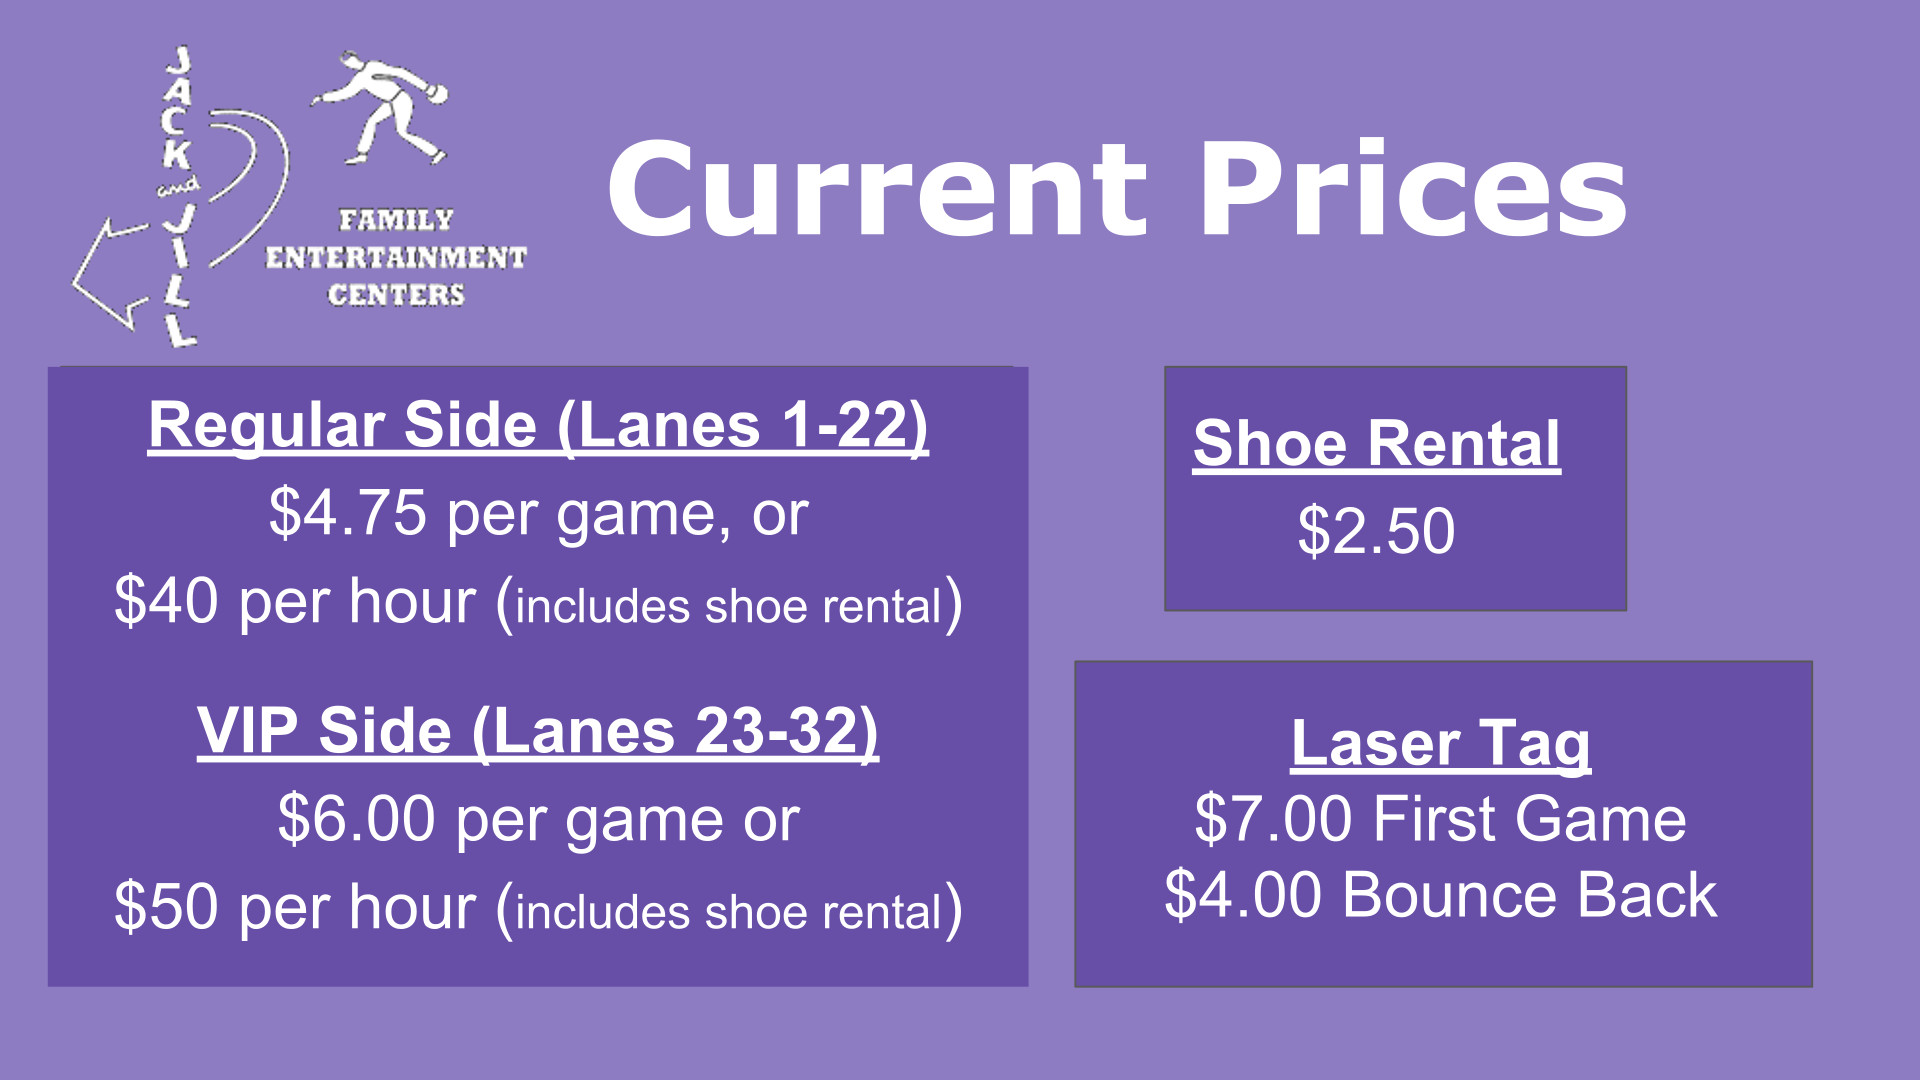 JACK
and
JILL
FAMILY
ENTERTAINMENT
CENTERS
Current Prices
Regular Side (Lanes 1-22)
$4.75 per game, or
$40 per hour (includes shoe rental)
VIP Side (Lanes 23-32)
$6.00 per game or
$50 per hour (includes shoe rental)
Shoe Rental
$2.50
Laser Tag
$7.00 First Game
$4.00 Bounce Back